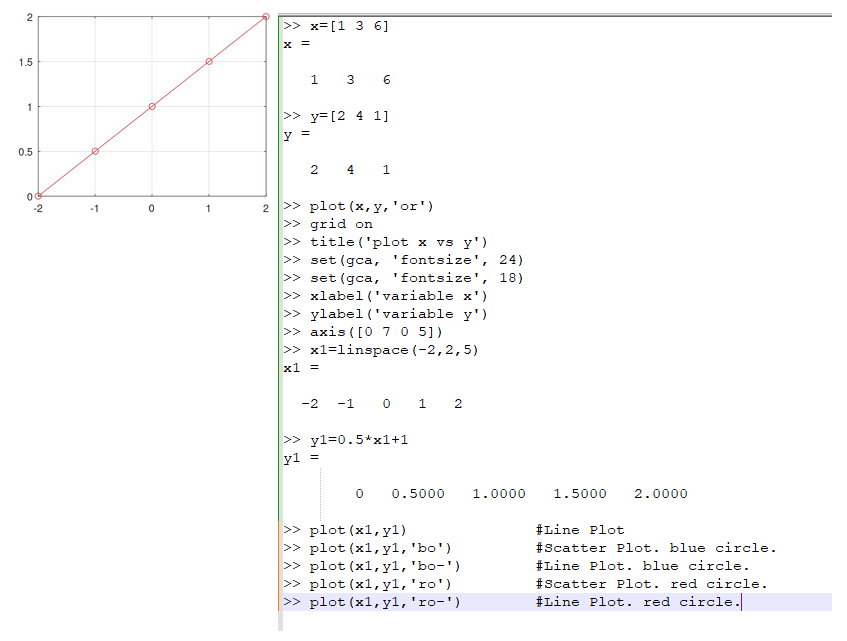 2
1.5
1
0.5
0
-2 -1 0 1 2
>> x=[1 3 6]
x =
1 3 6
>> y=[2 4 1]
y =
2 4 1
>> plot(x,y,'or')
>> grid on
>> title('plot x vs y')
>> set(gca, 'fontsize', 24)
>> set(gca, 'fontsize', 18)
>> xlabel('variable x')
>> ylabel('variable y')
>> axis([0 7 0 5])
>> x1=linspace(-2,2,5)
x1 =
-2 -1 0 1 2
>> y1=0.5*x1+1
y1 =
0 0.5000 1.0000 1.5000 2.0000
>> plot(x1,y1) #Line Plot
>> plot(x1,y1,'bo') #Scatter Plot. blue circle.
>> plot(x1,y1,'bo-') #Line Plot. blue circle.
>> plot(x1,y1,'ro') #Scatter Plot. red circle.
>> plot(x1,y1,'ro-') #Line Plot. red circle.